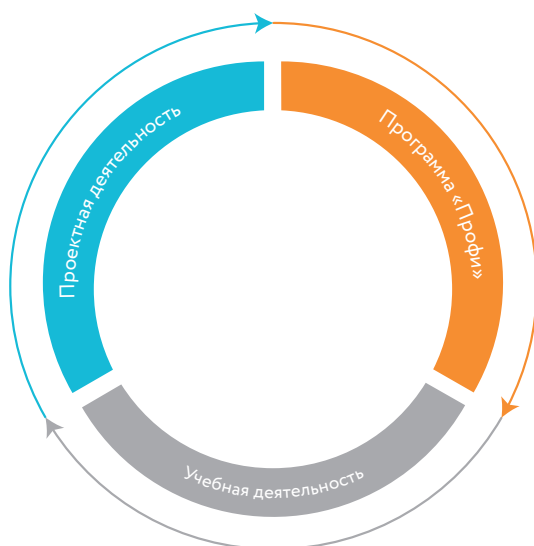 Проектная деятельность
Программа «Профи»
Учебная деятельность